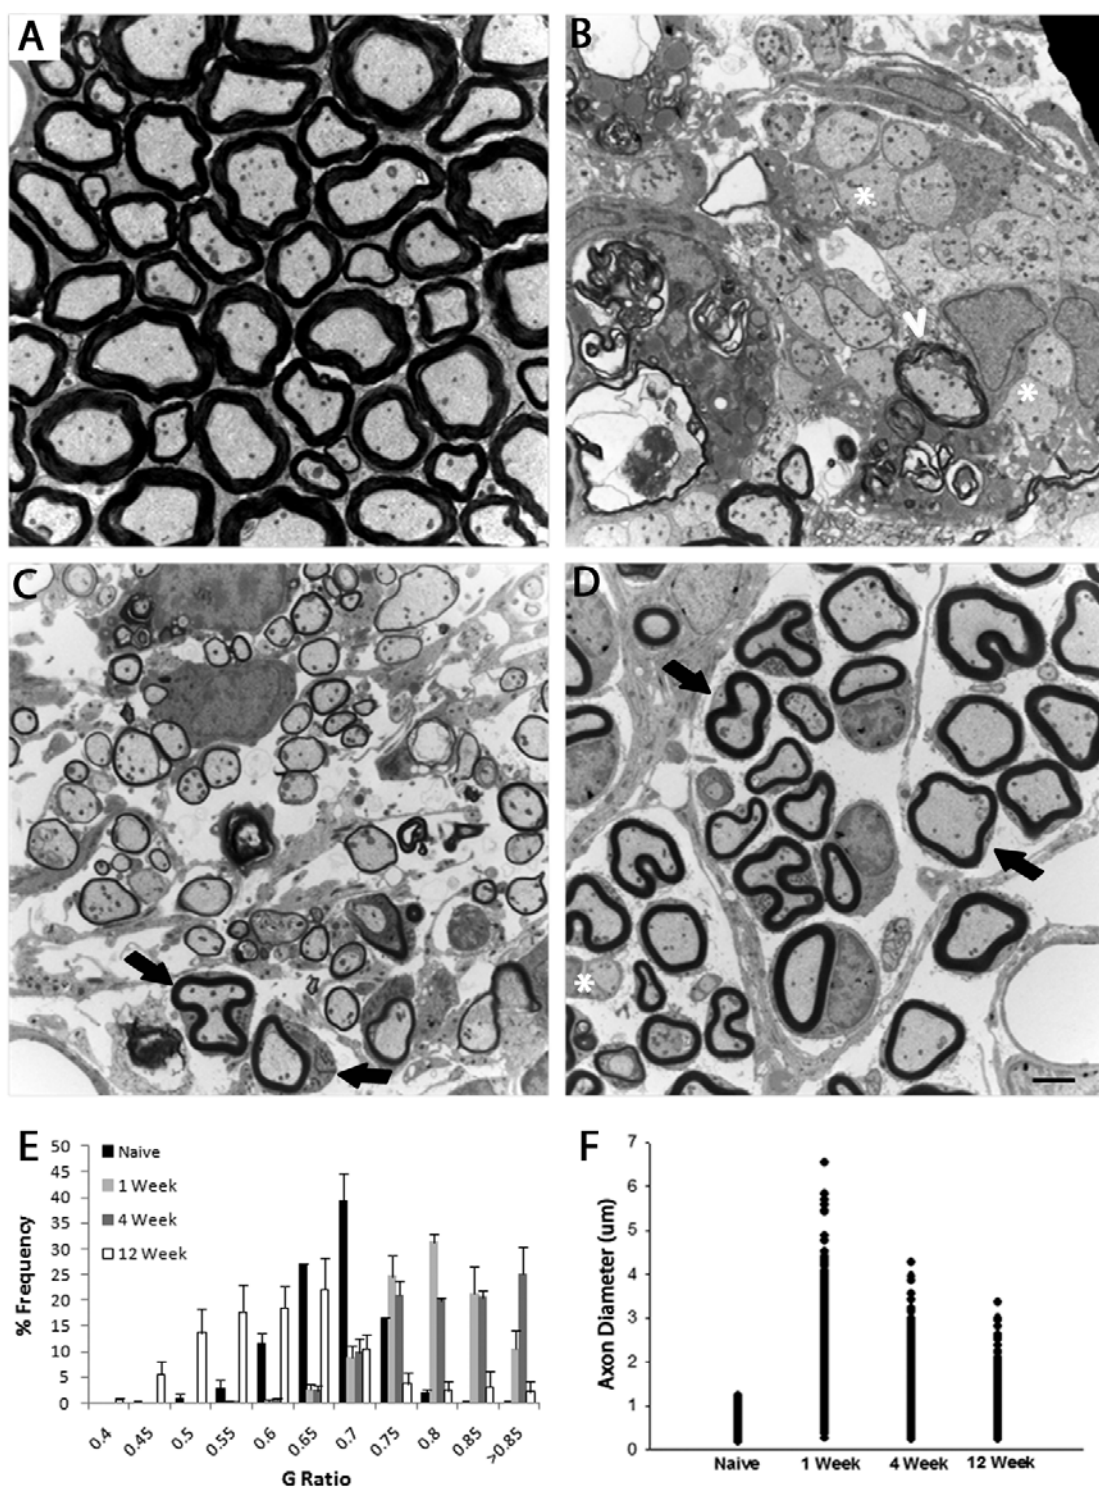 A
B
*
*
C
D
*
E
50
45
40
35
30
25
20
15
10
5
0
% Frequency
Naive
1 Week
4 Week
12 Week
0.4
0.45
0.5
0.55
0.6
0.65
0.7
0.75
0.8
0.85
>0.85
G Ratio
F
7
6
5
4
3
2
1
0
Axon Diameter (um)
Naive
1 Week
4 Week
12 Week